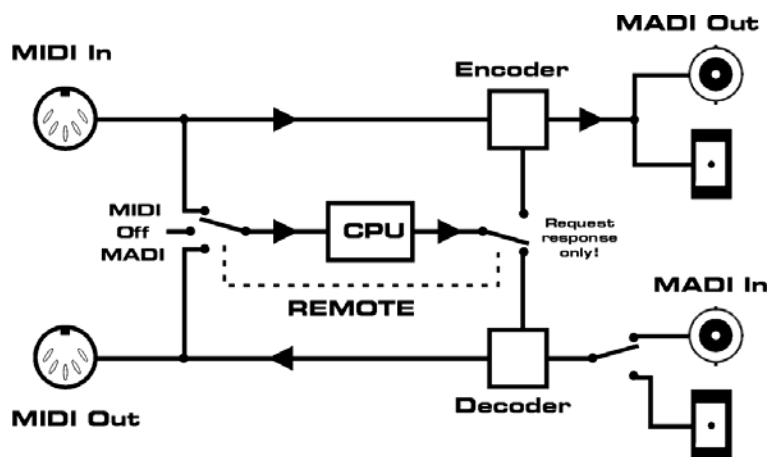 MADI Out
MIDI In
Encoder
MIDI
Off
MADI
CPU
Request
response
only!
REMOTE
MADI In
MIDI Out
Decoder